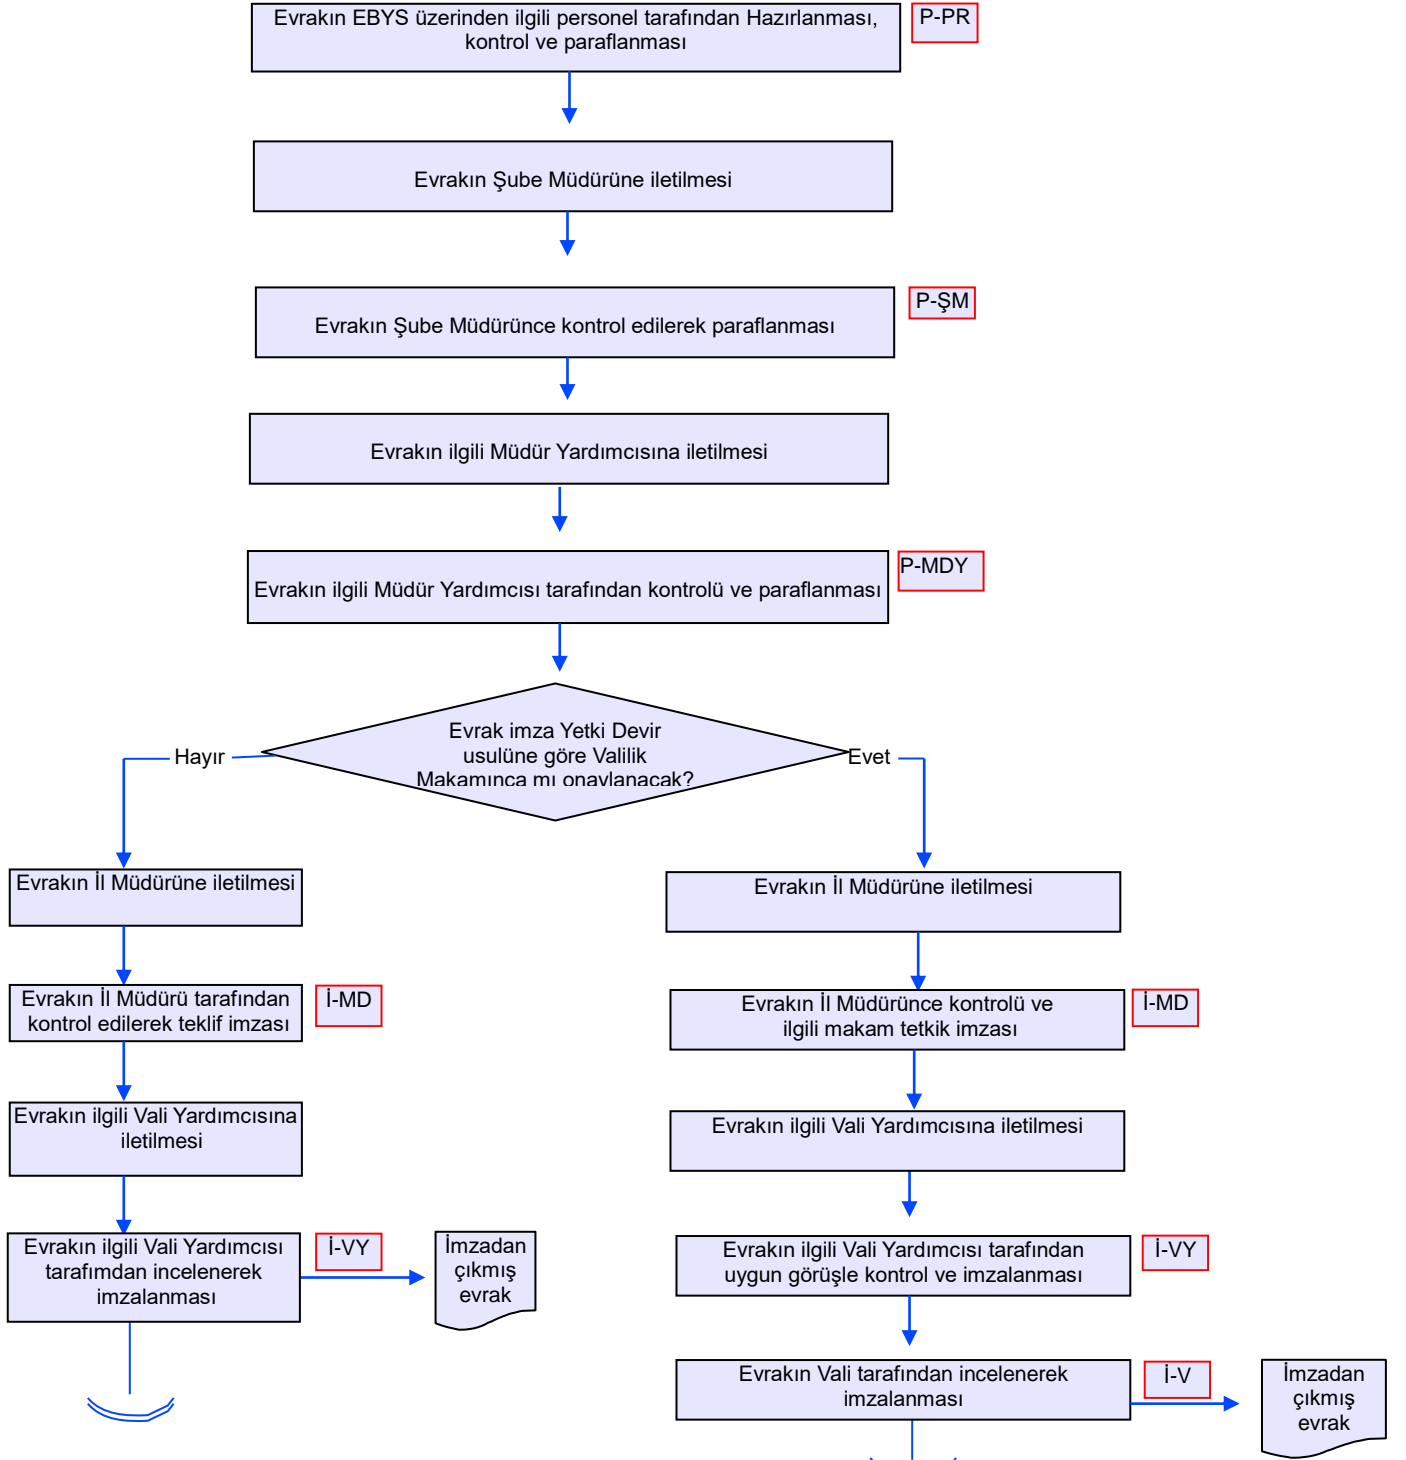 Evrakın EBYS üzerinden ilgili personel tarafından Hazırlanması,
kontrol ve paraflanması
P-PR
Evrakın Şube Müdürüne iletilmesi
Evrakın Şube Müdürünce kontrol edilerek paraflanması
P-ŞM
Evrakın ilgili Müdür Yardımcısına iletilmesi
Evrakın ilgili Müdür Yardımcısı tarafından kontrolü ve paraflanması
P-MDY
Evrak imza Yetki Devir
usulüne göre Valilik
Makamınca mı onaylanacak?
Hayır
Evet
Evrakın İl Müdürüne iletilmesi
Evrakın İl Müdürüne iletilmesi
Evrakın İl Müdürü tarafından
kontrol edilerek teklif imzası
İ-MD
Evrakın İl Müdürünce kontrolü ve
ilgili makam tetkik imzası
İ-MD
Evrakın ilgili Vali Yardımcısına
iletilmesi
Evrakın ilgili Vali Yardımcısına iletilmesi
Evrakın ilgili Vali Yardımcısı
tarafımdan incelenerek
imzalanması
İ-VY
İmzadan
çıkmış
evrak
Evrakın ilgili Vali Yardımcısı tarafından
uygun görüşle kontrol ve imzalanması
İ-VY
Evrakın Vali tarafından incelenerek
imzalanması
İ-V
İmzadan
çıkmış
evrak